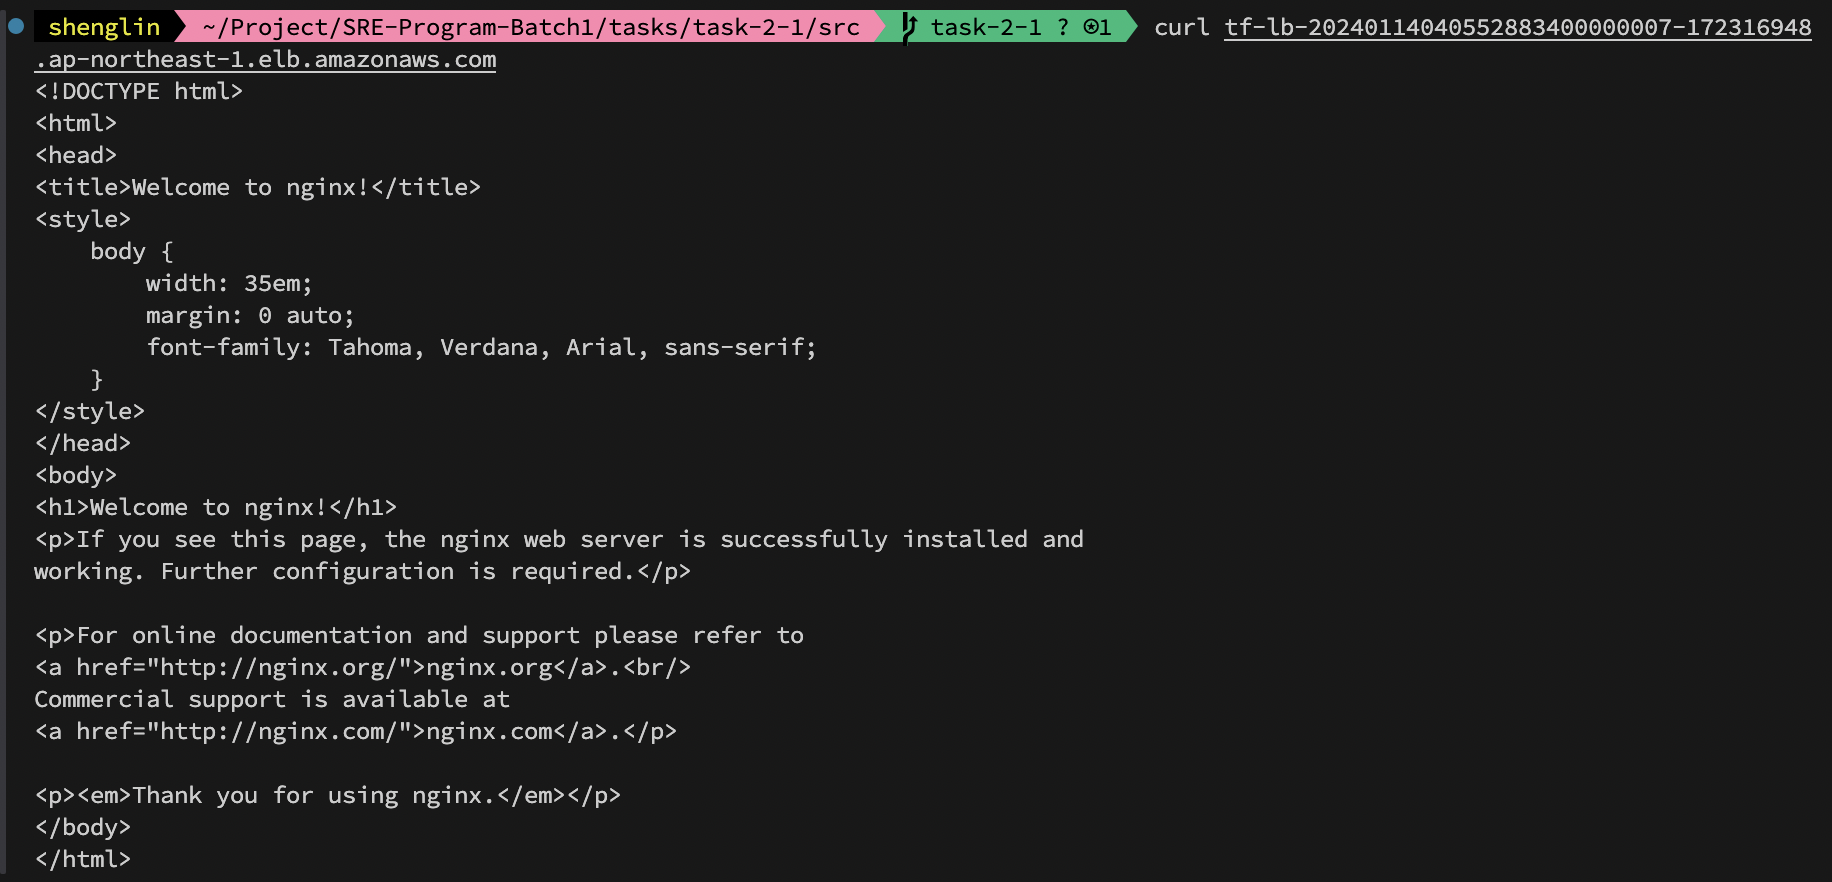 shenglin ~/Project/SRE-Program-Batch1/tasks/task-2-1/src task-2-1 ? ⍟1 curl tf-lb-20240114040552883400000007-172316948
.ap-northeast-1.elb.amazonaws.com
<!DOCTYPE html>
<html>
<head>
<title>Welcome to nginx!</title>
<style>
    body {
        width: 35em;
        margin: 0 auto;
        font-family: Tahoma, Verdana, Arial, sans-serif;
    }
</style>
</head>
<body>
<h1>Welcome to nginx!</h1>
<p>If you see this page, the nginx web server is successfully installed and
working. Further configuration is required.</p>

<p>For online documentation and support please refer to
<a href="http://nginx.org/">nginx.org</a>.<br/>
Commercial support is available at
<a href="http://nginx.com/">nginx.com</a>.</p>

<p><em>Thank you for using nginx.</em></p>
</body>
</html>